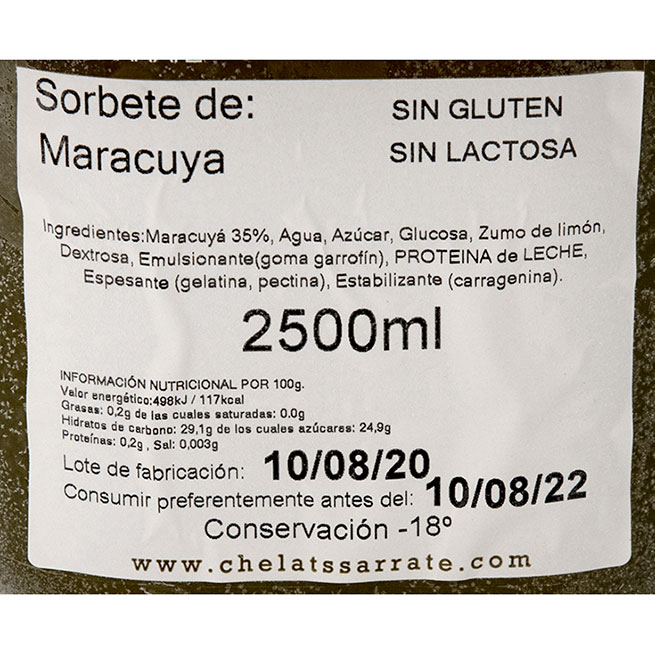 Sorbete de:
Maracuya
SIN GLUTEN
SIN LACTOSA
Ingredientes:Maracuyá 35%, Agua, Azúcar, Glucosa, Zumo de limón,
Dextrosa, Emulsionante(goma garrofín), PROTEINA de LECHE,
Espesante (gelatina, pectina), Estabilizante (carragenina).
2500ml
INFORMACIÓN NUTRICIONAL POR 100g.
Valor energético:498kJ / 117kcal
Grasas: 0,2g de las cuales saturadas: 0.0g
Hidratos de carbono: 29,1g de los cuales azúcares: 24,9g
Proteínas: 0,2g , Sal: 0,003g
Lote de fabricación: 10/08/20
Consumir preferentemente antes del: 10/08/22
Conservación -18º
www.chelatssarrate.com